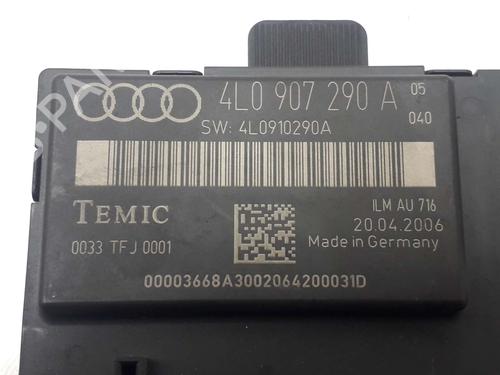 4L0 907 290 A 05
040
SW: 4L0910290A
TEMIC
ILM AU 716
20.04.2006
0033 TFJ 0001
Made in Germany
00003668A3002064200031D